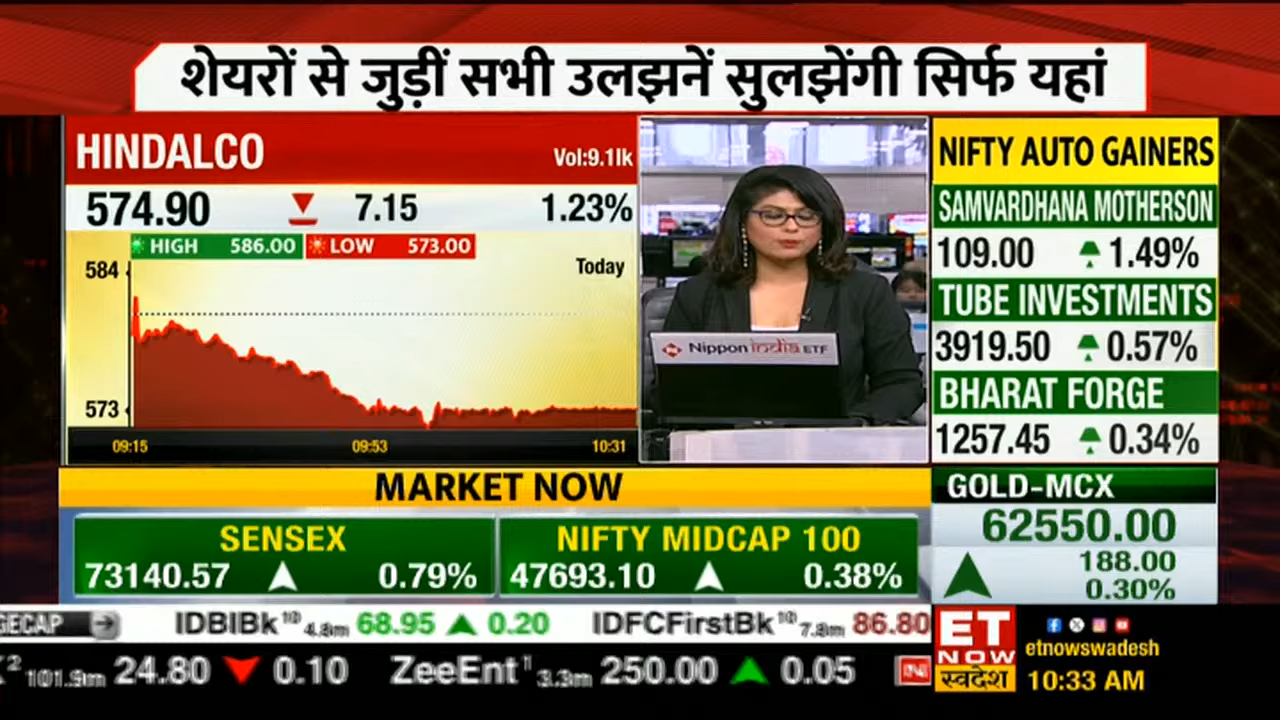 शेयरों से जुड़ीं सभी उलझनें सुलझेंगी सिर्फ यहां
HINDALCO
Vol:9.1lk
574.90 ▼ 7.15 1.23%
HIGH 586.00 LOW 573.00
Today
584
573
09:15 09:53 10:31
Nippon india ETF
NIFTY AUTO GAINERS
SAMVARDHANA MOTHERSON
109.00 1.49%
TUBE INVESTMENTS
3919.50 0.57%
BHARAT FORGE
1257.45 0.34%
GOLD-MCX
62550.00
188.00
0.30%
MARKET NOW
SENSEX
73140.57 ▲ 0.79%
NIFTY MIDCAP 100
47693.10 ▲ 0.38%
IDBIBk¹⁰ 4.8m 68.95 ▲ 0.20 IDFCFirstBk¹⁰ 7.8m 86.80
² 101.9m 24.80 ▼ 0.10 ZeeEnt¹ 3.3m 250.00 ▲ 0.05
ET
NOW
स्वदेश
etnowswadesh
10:33 AM